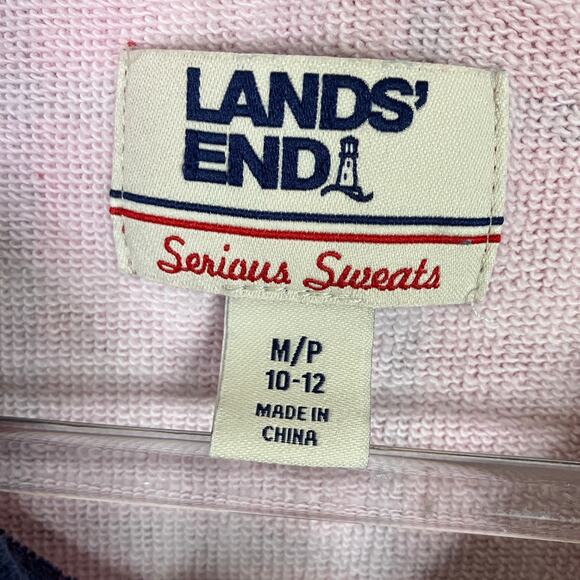 LANDS'
END
Serious Sweats
M/P
10-12
MADE IN
CHINA